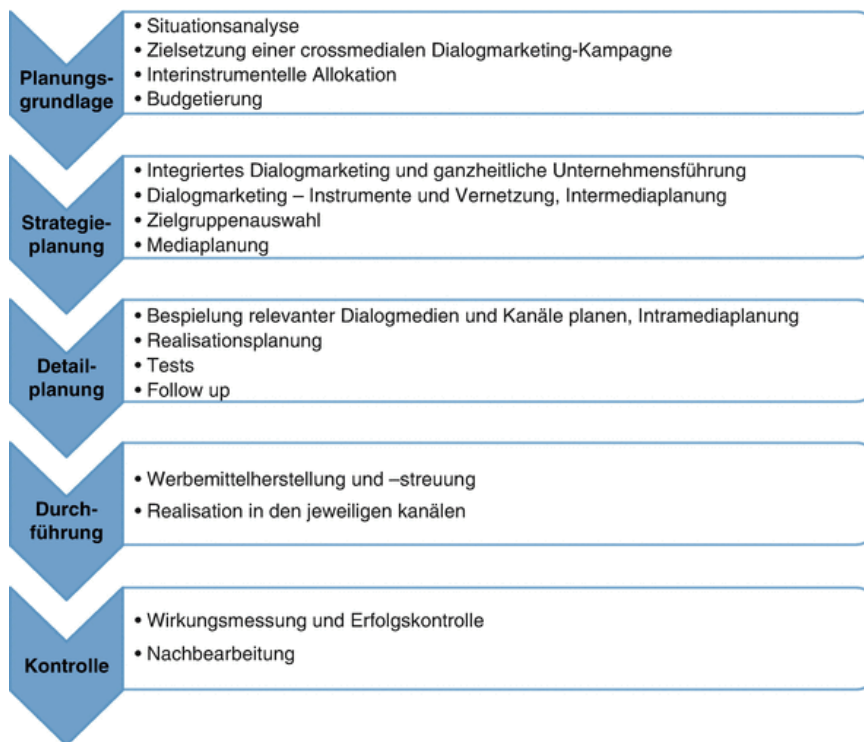 Planungs-
grundlage
• Situationsanalyse
• Zielsetzung einer crossmedialen Dialogmarketing-Kampagne
• Interinstrumentelle Allokation
• Budgetierung
Strategie-
planung
• Integriertes Dialogmarketing und ganzheitliche Unternehmensführung
• Dialogmarketing – Instrumente und Vernetzung, Intermediaplanung
• Zielgruppenauswahl
• Mediaplanung
Detail-
planung
• Bespielung relevanter Dialogmedien und Kanäle planen, Intramediaplanung
• Realisationsplanung
• Tests
• Follow up
Durch-
führung
• Werbemittelherstellung und –streuung
• Realisation in den jeweiligen kanälen
Kontrolle
• Wirkungsmessung und Erfolgskontrolle
• Nachbearbeitung